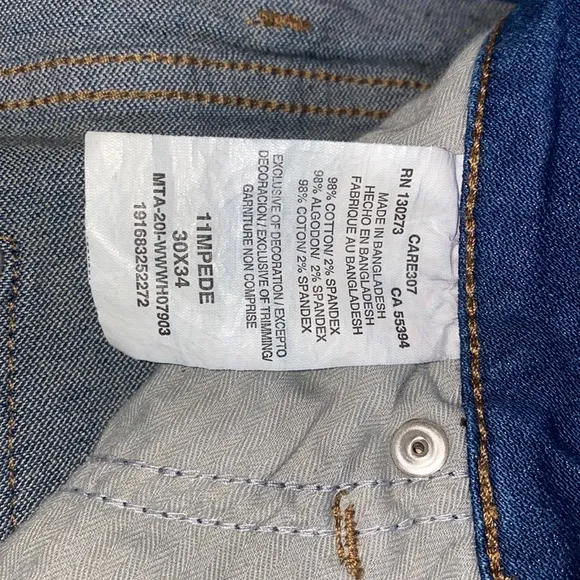 RN 130273 CA 55394
CARE307
MADE IN BANGLADESH
HECHO EN BANGLADESH
FABRIQUE AU BANGLADESH
98% COTTON/ 2% SPANDEX
98% ALGODON/ 2% SPANDEX
98% COTON/ 2% SPANDEX
EXCLUSIVE OF DECORATION / EXCEPTO
DECORACION/ EXCLUSIVE OF TRIMMING/
GARNITURE NON COMPRISE
11MPEDE
30X34
MTA-20I-WWWH07903
191683252272